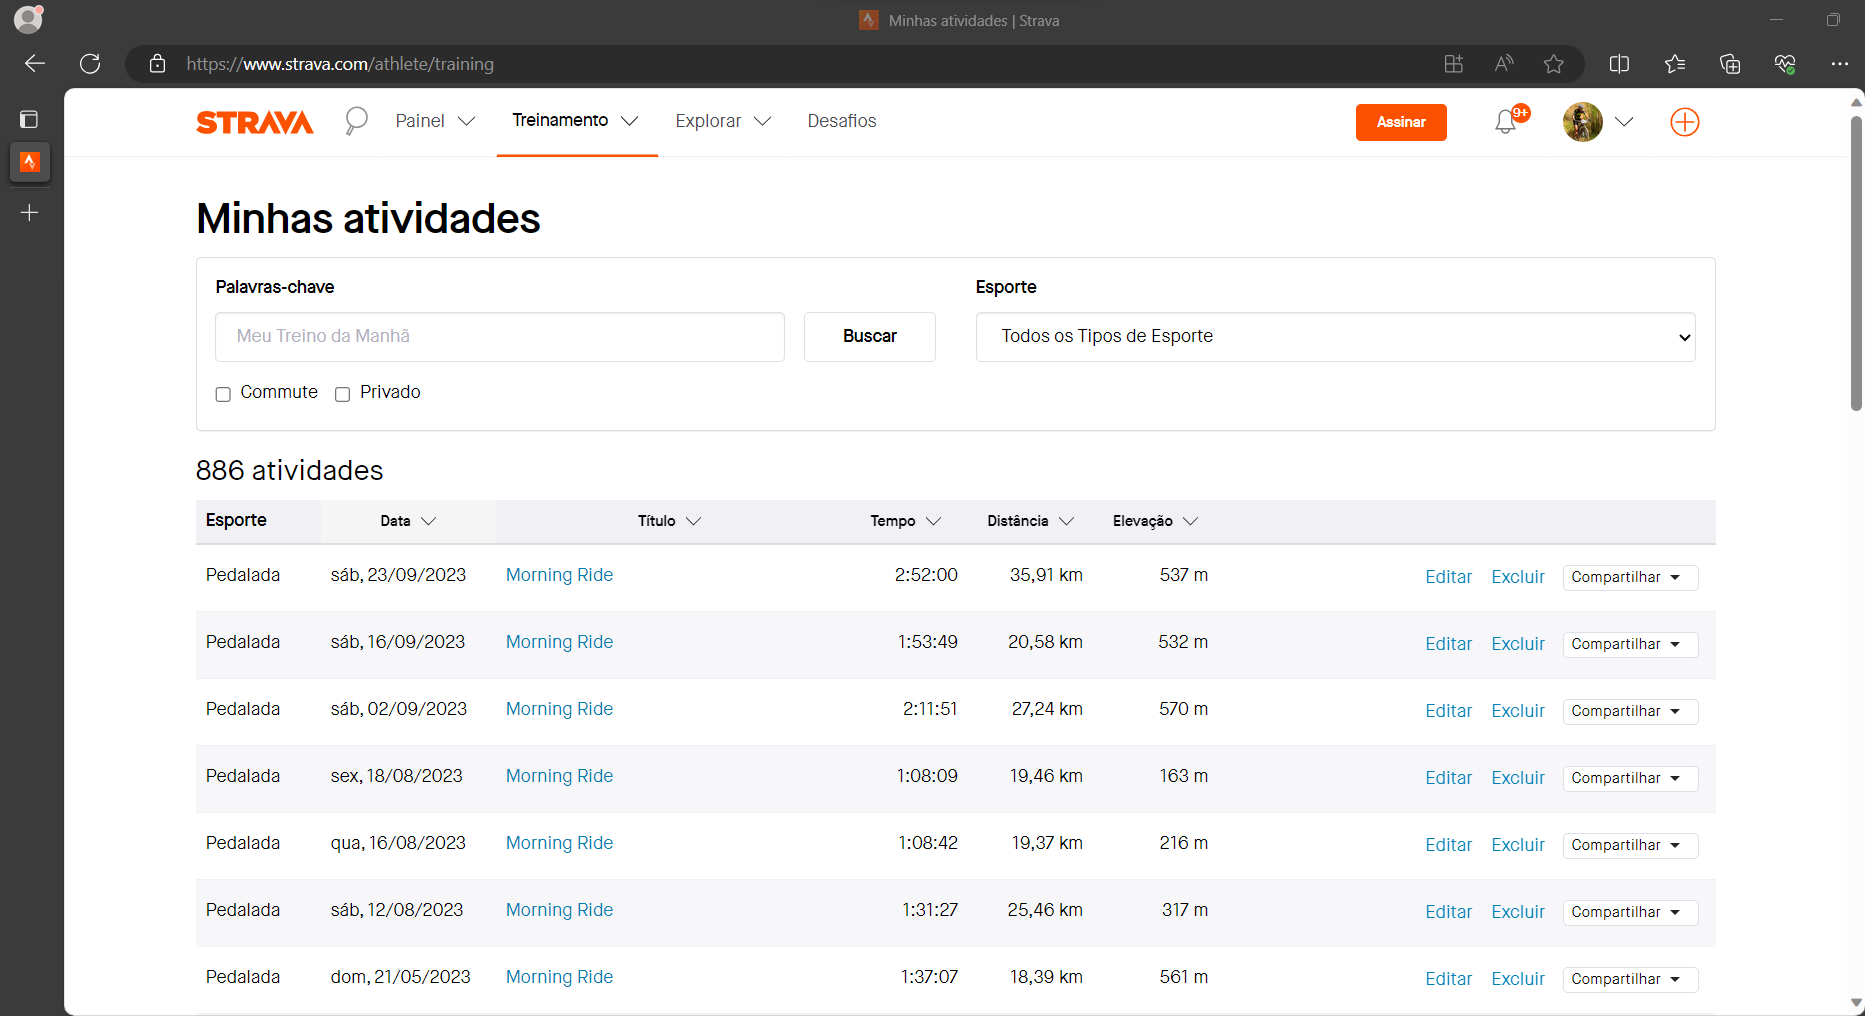 Minhas atividades | Strava
https://www.strava.com/athlete/training
STRAVA Painel Treinamento Explorar Desafios Assinar 9+
Minhas atividades
Palavras-chave Esporte
Meu Treino da Manhã Buscar Todos os Tipos de Esporte
Commute Privado
886 atividades
Esporte Data Título Tempo Distância Elevação
Pedalada sáb, 23/09/2023 Morning Ride 2:52:00 35,91 km 537 m Editar Excluir Compartilhar
Pedalada sáb, 16/09/2023 Morning Ride 1:53:49 20,58 km 532 m Editar Excluir Compartilhar
Pedalada sáb, 02/09/2023 Morning Ride 2:11:51 27,24 km 570 m Editar Excluir Compartilhar
Pedalada sex, 18/08/2023 Morning Ride 1:08:09 19,46 km 163 m Editar Excluir Compartilhar
Pedalada qua, 16/08/2023 Morning Ride 1:08:42 19,37 km 216 m Editar Excluir Compartilhar
Pedalada sáb, 12/08/2023 Morning Ride 1:31:27 25,46 km 317 m Editar Excluir Compartilhar
Pedalada dom, 21/05/2023 Morning Ride 1:37:07 18,39 km 561 m Editar Excluir Compartilhar